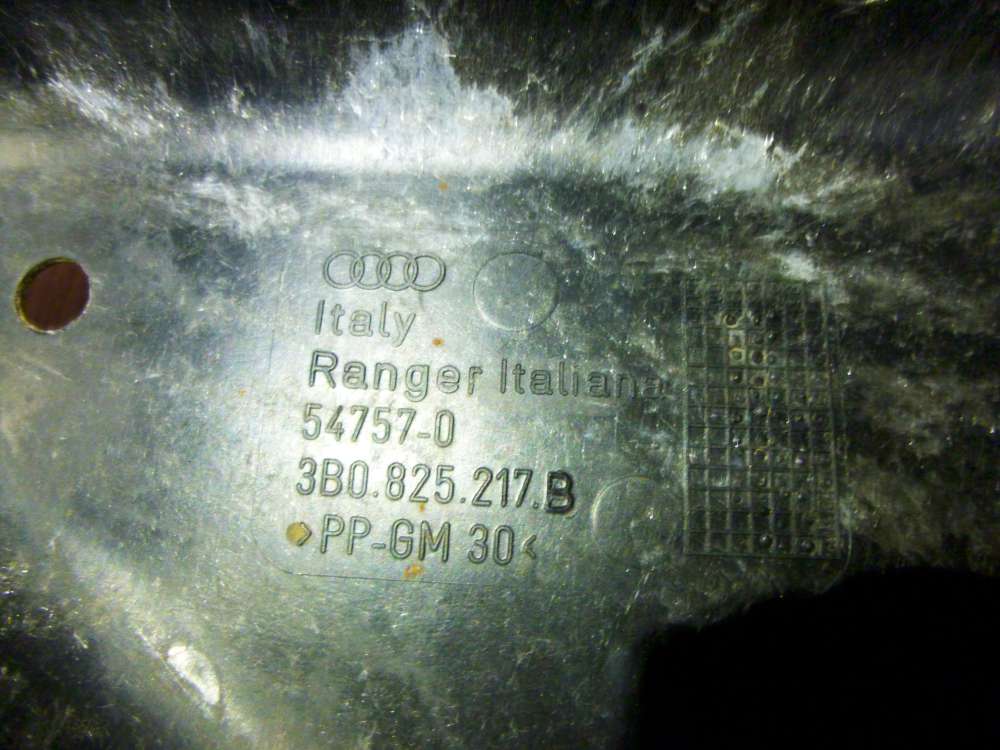 Italy
Ranger Italiana
54757-0
3B0.825.217.B
>PP-GM 30<